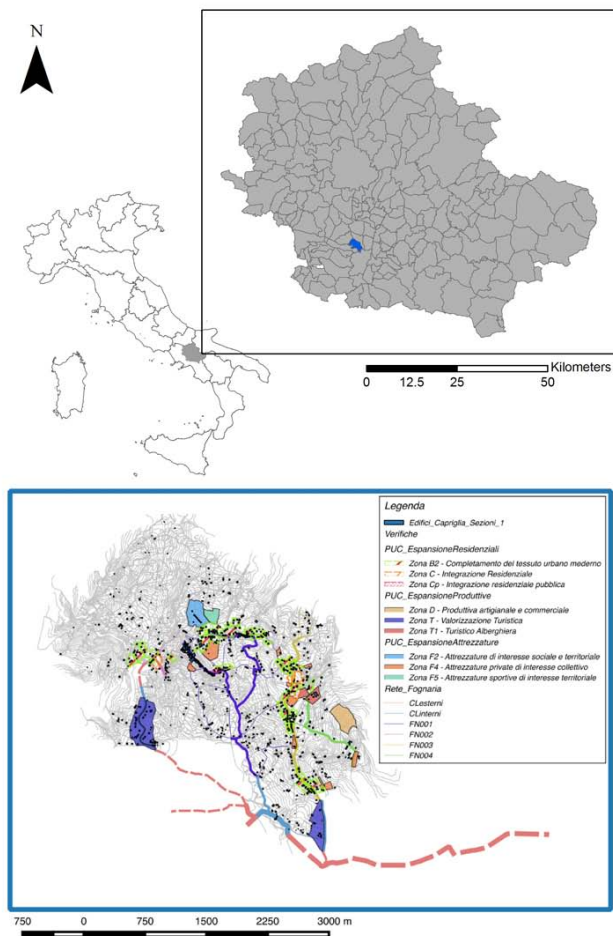 N
Kilometers
0 12.5 25 50
Legenda
Edifici_Capriglia_Sezioni_1
Verifiche
PUC_EspansioneResidenziali
Zona B2 - Completamento del tessuto urbano moderno
Zona C - Integrazione Residenziale
Zona Cp - Integrazione residenziale pubblica
PUC_EspansioneProduttive
Zona D - Produttiva artigianale e commerciale
Zona T - Valorizzazione Turistica
Zona T1 - Turistico Alberghiera
PUC_EspansioneAttrezzature
Zona F2 - Attrezzature di interesse sociale e territoriale
Zona F4 - Attrezzature private di interesse collettivo
Zona F5 - Attrezzature sportive di interesse territoriale
Rete_Fognaria
CLesterni
CLinterni
FN001
FN002
FN003
FN004
750 0 750 1500 2250 3000 m